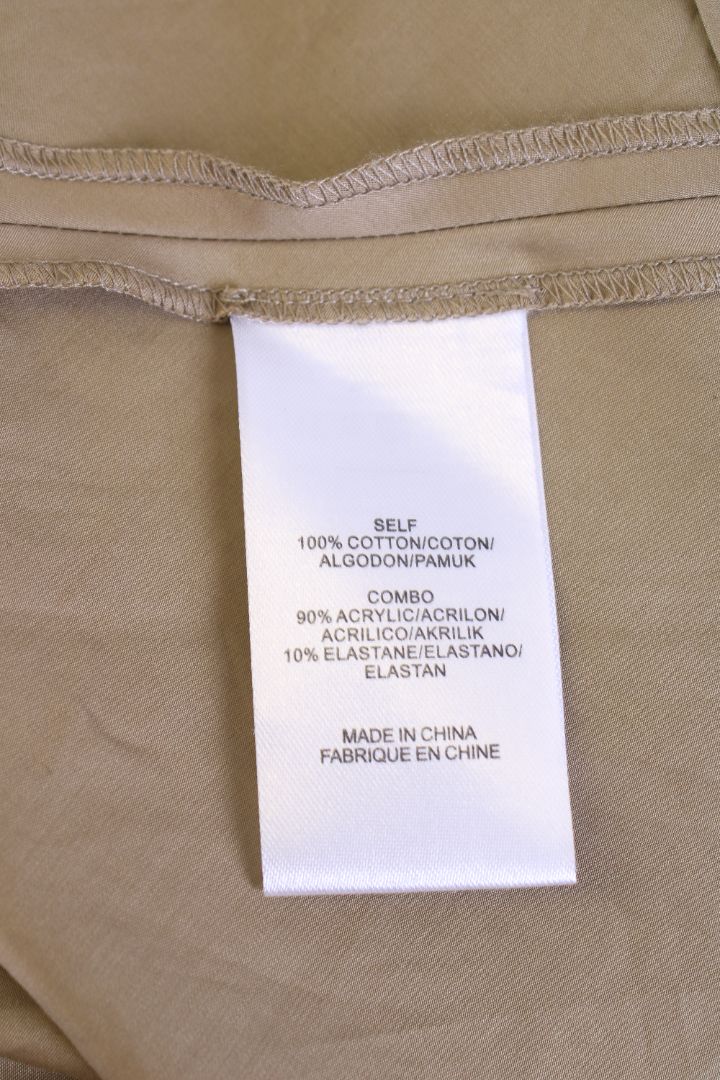 SELF
100% COTTON/COTON/
ALGODON/PAMUK
COMBO
90% ACRYLIC/ACRILON/
ACRILICO/AKRILIK
10% ELASTANE/ELASTANO/
ELASTAN
MADE IN CHINA
FABRIQUE EN CHINE